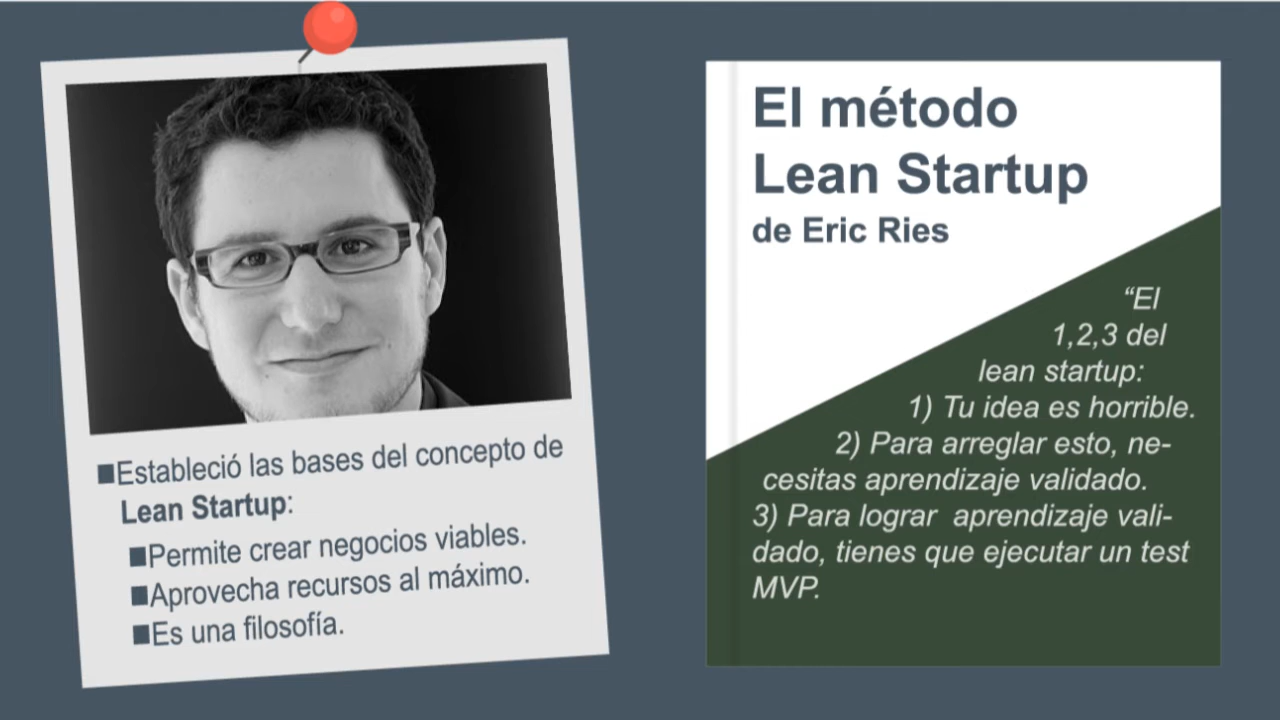 ■Estableció las bases del concepto de
Lean Startup:
■Permite crear negocios viables.
■Aprovecha recursos al máximo.
■Es una filosofía.
El método
Lean Startup
de Eric Ries
“El
1,2,3 del
lean startup:
1) Tu idea es horrible.
2) Para arreglar esto, ne-
cesitas aprendizaje validado.
3) Para lograr aprendizaje vali-
dado, tienes que ejecutar un test
MVP.